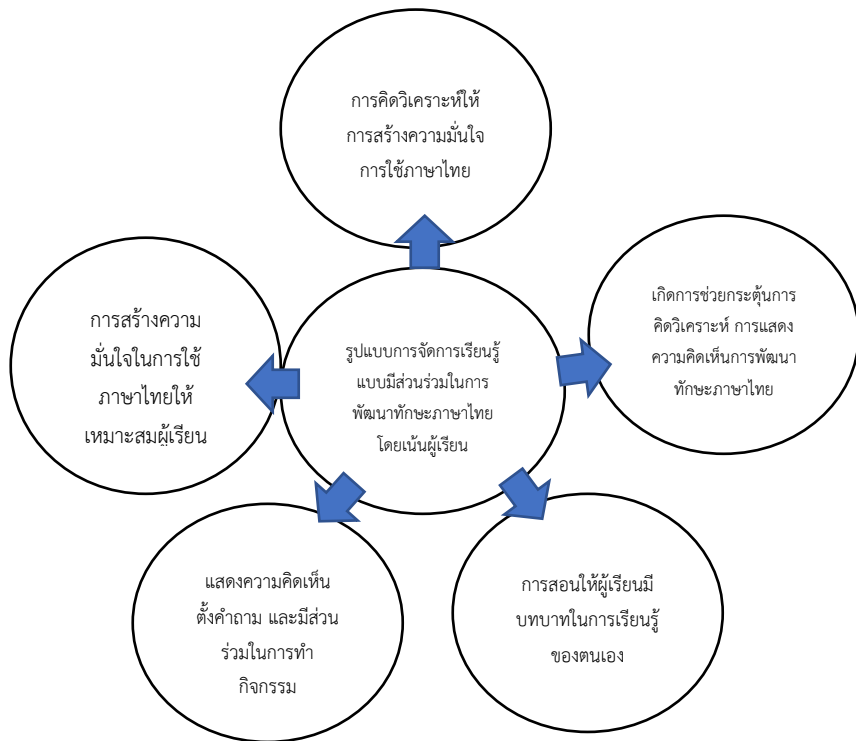 การคิดวิเคราะห์ให้
การสร้างความมั่นใจ
การใช้ภาษาไทย
เกิดการช่วยกระตุ้นการ
คิดวิเคราะห์ การแสดง
ความคิดเห็นการพัฒนา
ทักษะภาษาไทย
การสร้างความ
มั่นใจในการใช้
ภาษาไทยให้
เหมาะสมผู้เรียน
รูปแบบการจัดการเรียนรู้
แบบมีส่วนร่วมในการ
พัฒนาทักษะภาษาไทย
โดยเน้นผู้เรียน
แสดงความคิดเห็น
ตั้งคำถาม และมีส่วน
ร่วมในการทำ
กิจกรรม
การสอนให้ผู้เรียนมี
บทบาทในการเรียนรู้
ของตนเอง